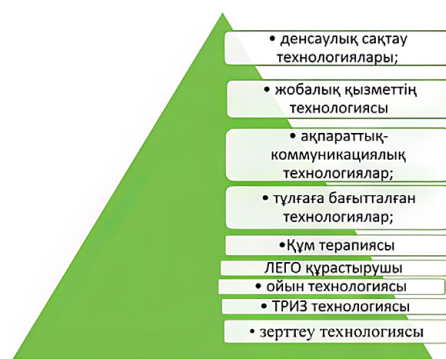 • денсаулық сақтау
технологиялары;
• жобалық қызметтің
технологиясы
• ақпараттық-
коммуникациялық
технологиялар;
• тұлғаға бағытталған
технологиялар;
•Құм терапиясы
ЛЕГО құрастырушы
• ойын технологиясы
• ТРИЗ технологиясы
• зерттеу технологиясы